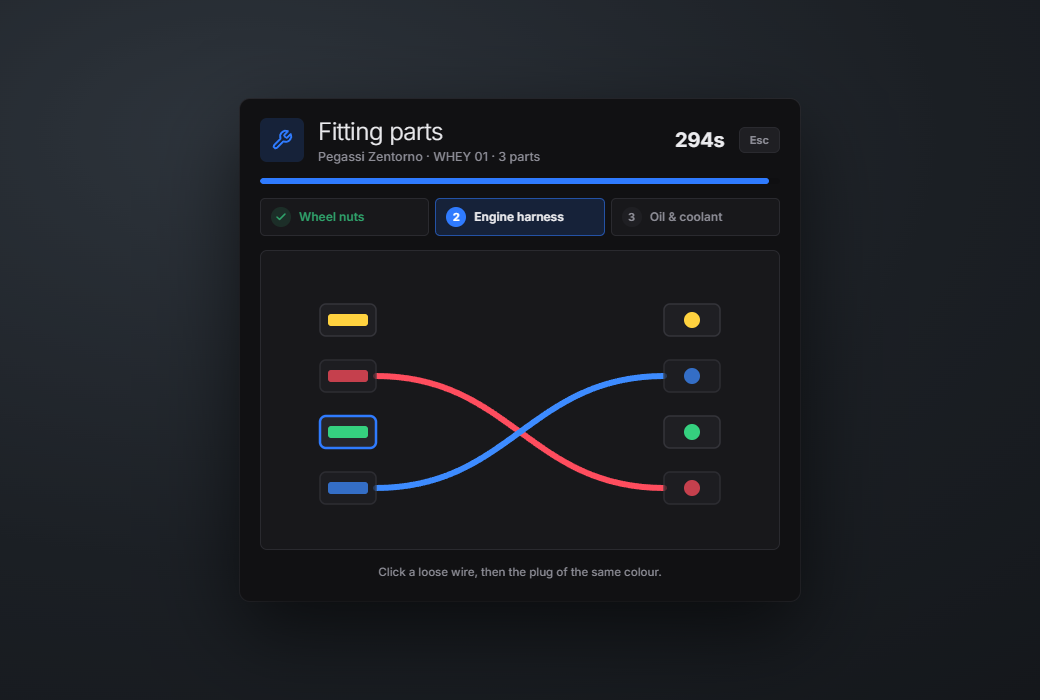 Fitting parts
Pegassi Zentorno · WHEY 01 · 3 parts
294s
Esc
Wheel nuts
2 Engine harness
3 Oil & coolant
Click a loose wire, then the plug of the same colour.